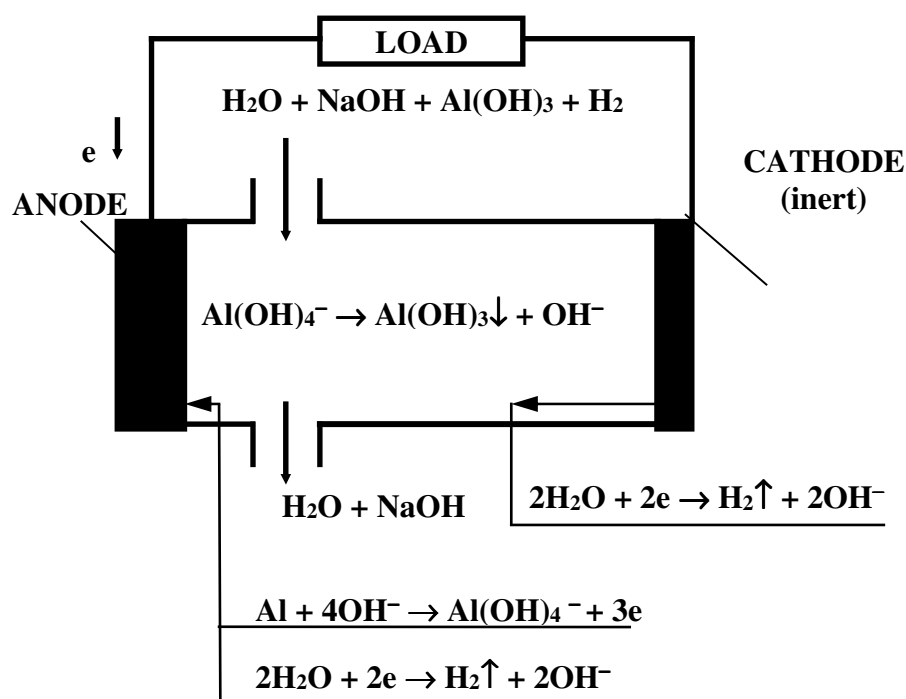 LOAD
H₂O + NaOH + Al(OH)₃ + H₂
e
CATHODE
(inert)
ANODE
Al(OH)₄⁻ → Al(OH)₃↓ + OH⁻
2H₂O + 2e → H₂↑ + 2OH⁻
H₂O + NaOH
Al + 4OH⁻ → Al(OH)₄⁻ + 3e
2H₂O + 2e → H₂↑ + 2OH⁻